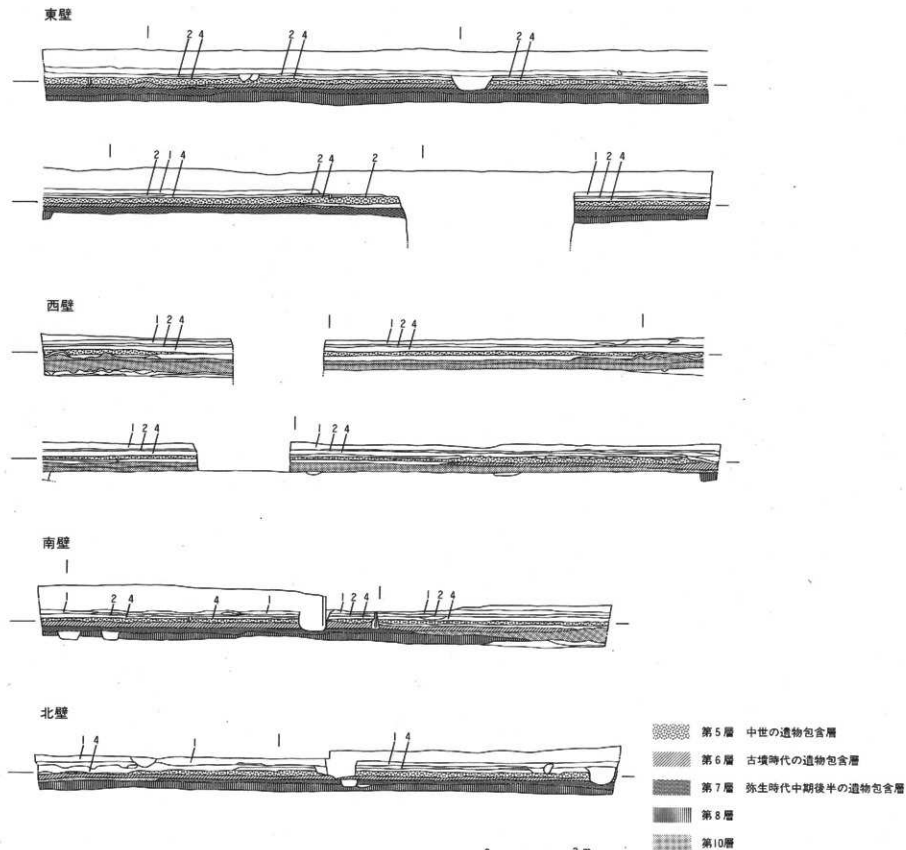 東壁
2 4 2 4 2 4
2 1 4 2 4 2 1 2 4
西壁
1 2 4 1 2 4
1 2 4 1 2 4
南壁
1 2 4 4 1 1 2 4 1 2 4
北壁
1 4 1 1 4
第5層 中世の遺物包含層
第6層 古墳時代の遺物包含層
第7層 弥生時代中期後半の遺物包含層
第8層
第10層